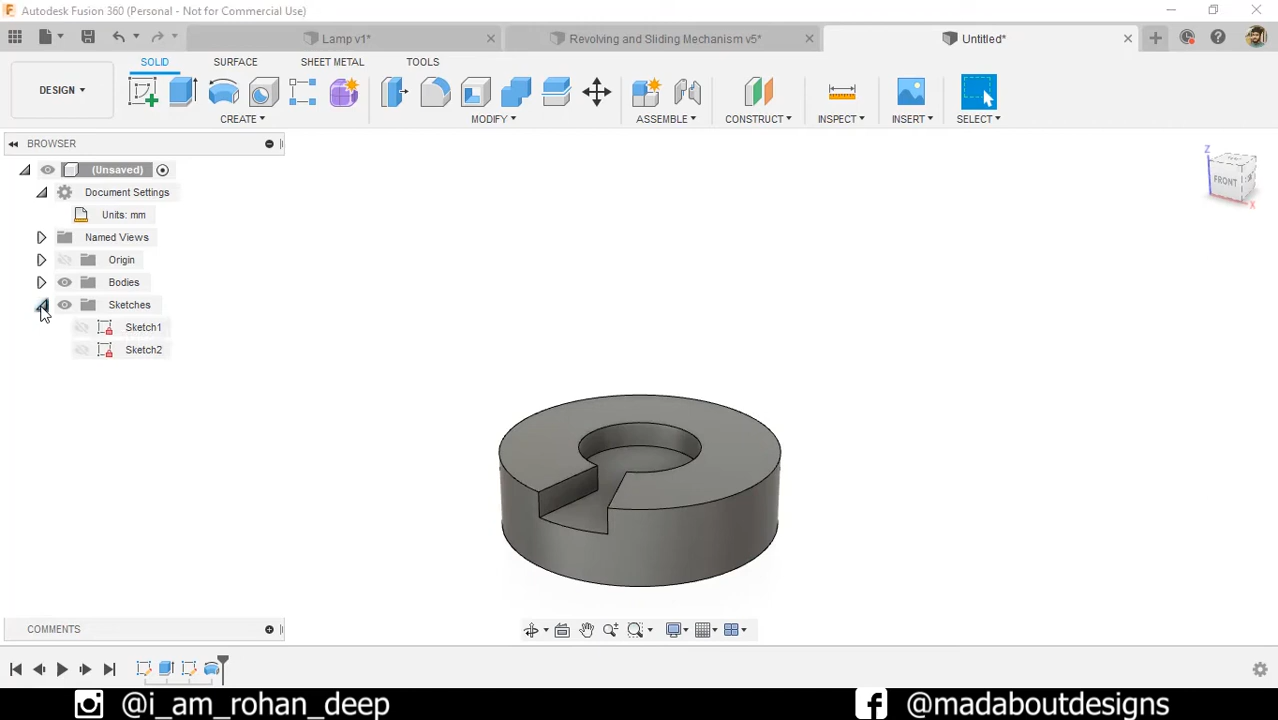 Autodesk Fusion 360 (Personal - Not for Commercial Use)
Lamp v1*
Revolving and Sliding Mechanism v5*
Untitled*
SOLID
SURFACE
SHEET METAL
TOOLS
DESIGN
CREATE
MODIFY
ASSEMBLE
CONSTRUCT
INSPECT
INSERT
SELECT
BROWSER
(Unsaved)
Document Settings
Units: mm
Named Views
Origin
Bodies
Sketches
Sketch1
Sketch2
Z
FRONT
X
COMMENTS
@i_am_rohan_deep
@madaboutdesigns